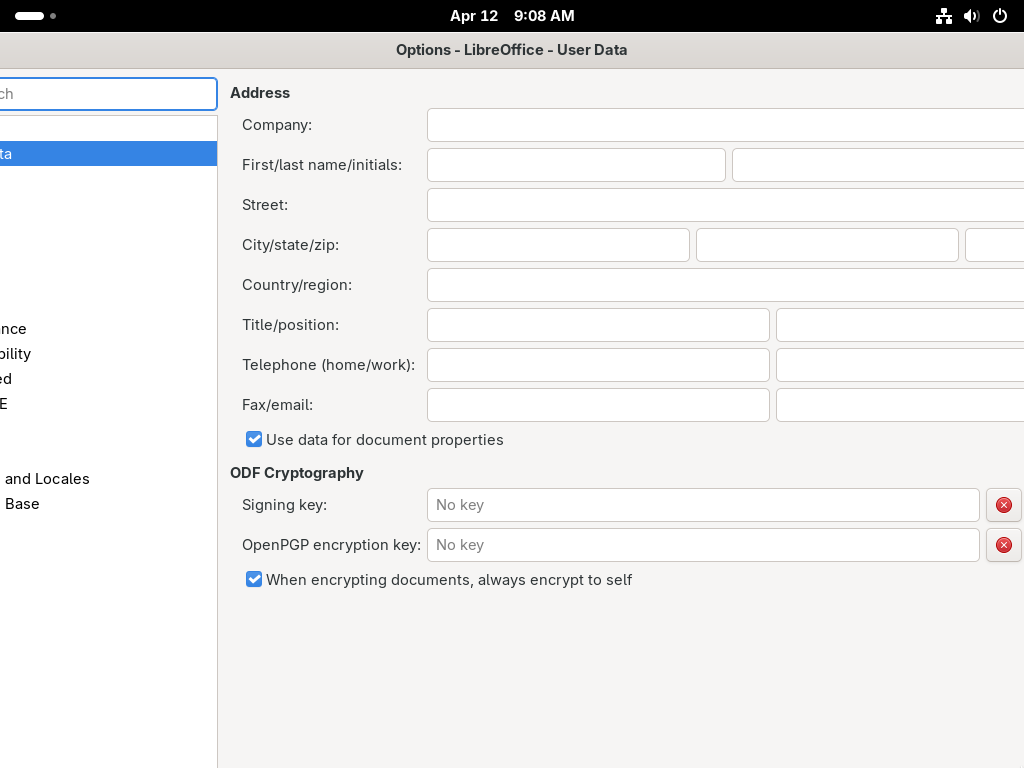 Apr 12 9:08 AM
Options - LibreOffice - User Data
ch
ta
ance
bility
ed
E
and Locales
Base
Address
Company:
First/last name/initials:
Street:
City/state/zip:
Country/region:
Title/position:
Telephone (home/work):
Fax/email:
Use data for document properties
ODF Cryptography
Signing key: No key
OpenPGP encryption key: No key
When encrypting documents, always encrypt to self